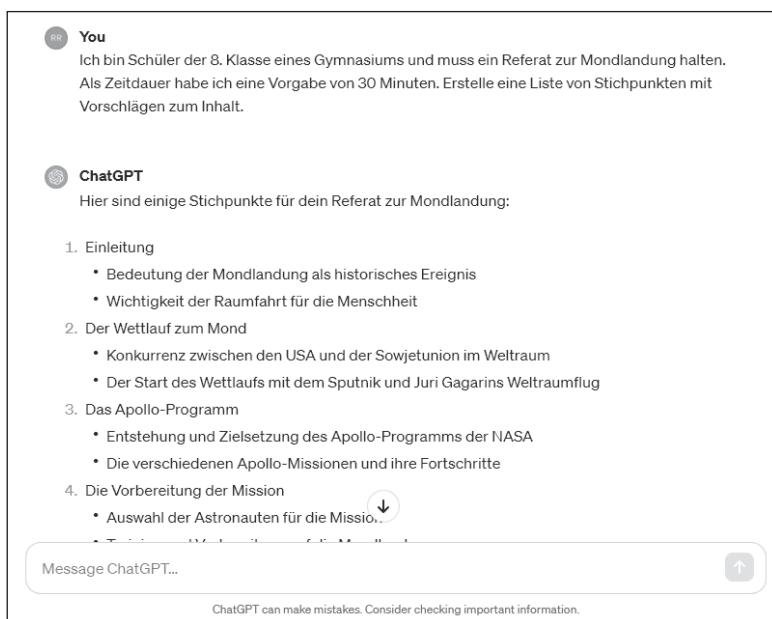 RR You
Ich bin Schüler der 8. Klasse eines Gymnasiums und muss ein Referat zur Mondlandung halten.
Als Zeitdauer habe ich eine Vorgabe von 30 Minuten. Erstelle eine Liste von Stichpunkten mit
Vorschlägen zum Inhalt.
ChatGPT
Hier sind einige Stichpunkte für dein Referat zur Mondlandung:
1. Einleitung
• Bedeutung der Mondlandung als historisches Ereignis
• Wichtigkeit der Raumfahrt für die Menschheit
2. Der Wettlauf zum Mond
• Konkurrenz zwischen den USA und der Sowjetunion im Weltraum
• Der Start des Wettlaufs mit dem Sputnik und Juri Gagarins Weltraumflug
3. Das Apollo-Programm
• Entstehung und Zielsetzung des Apollo-Programms der NASA
• Die verschiedenen Apollo-Missionen und ihre Fortschritte
4. Die Vorbereitung der Mission
• Auswahl der Astronauten für die Mission
Message ChatGPT...
ChatGPT can make mistakes. Consider checking important information.